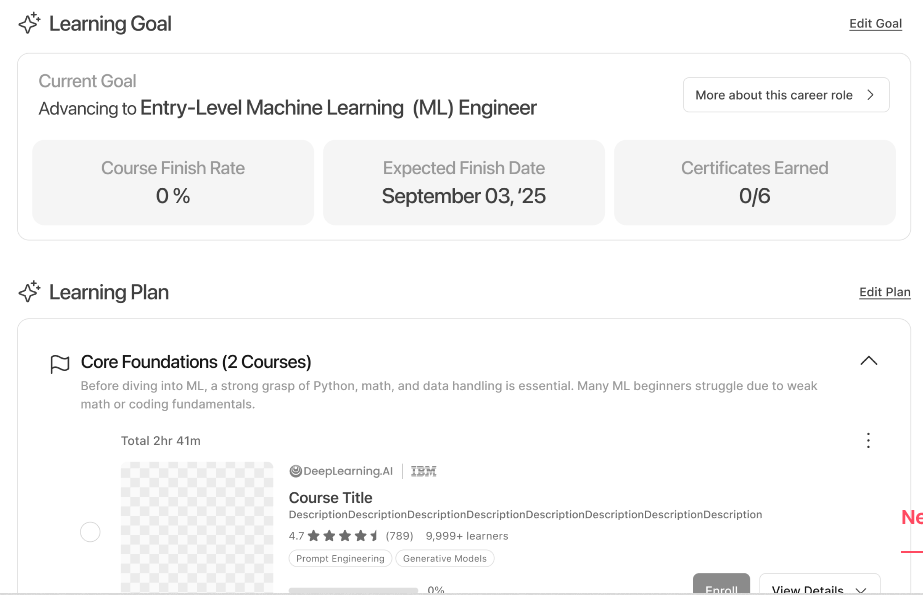 Learning Goal
Edit Goal
Current Goal
Advancing to Entry-Level Machine Learning (ML) Engineer
More about this career role
Course Finish Rate
0 %
Expected Finish Date
September 03, ‘25
Certificates Earned
0/6
Learning Plan
Edit Plan
Core Foundations (2 Courses)
Before diving into ML, a strong grasp of Python, math, and data handling is essential. Many ML beginners struggle due to weak
math or coding fundamentals.
Total 2hr 41m
DeepLearning.AI
IBM
Course Title
DescriptionDescriptionDescriptionDescriptionDescriptionDescriptionDescriptionDescription
4.7 (789) 9,999+ learners
Prompt Engineering
Generative Models
0%
Enroll
View Details